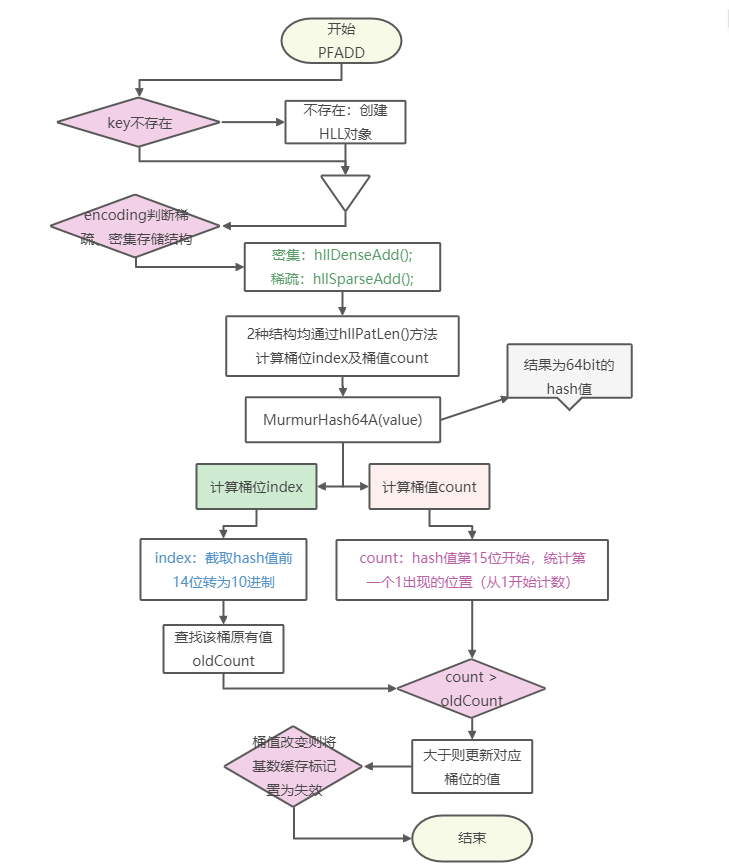 开始
PFADD
key不存在
不存在：创建
HLL对象
encoding判断稀
疏、密集存储结构
密集：hllDenseAdd();
稀疏：hllSparseAdd();
2种结构均通过hllPatLen()方法
计算桶位index及桶值count
结果为64bit的
hash值
MurmurHash64A(value)
计算桶位index
计算桶值count
index：截取hash值前
14位转为10进制
count：hash值第15位开始，统计第
一个1出现的位置（从1开始计数）
查找该桶原有值
oldCount
count >
oldCount
桶值改变则将
基数缓存标记
置为失效
大于则更新对应
桶位的值
结束